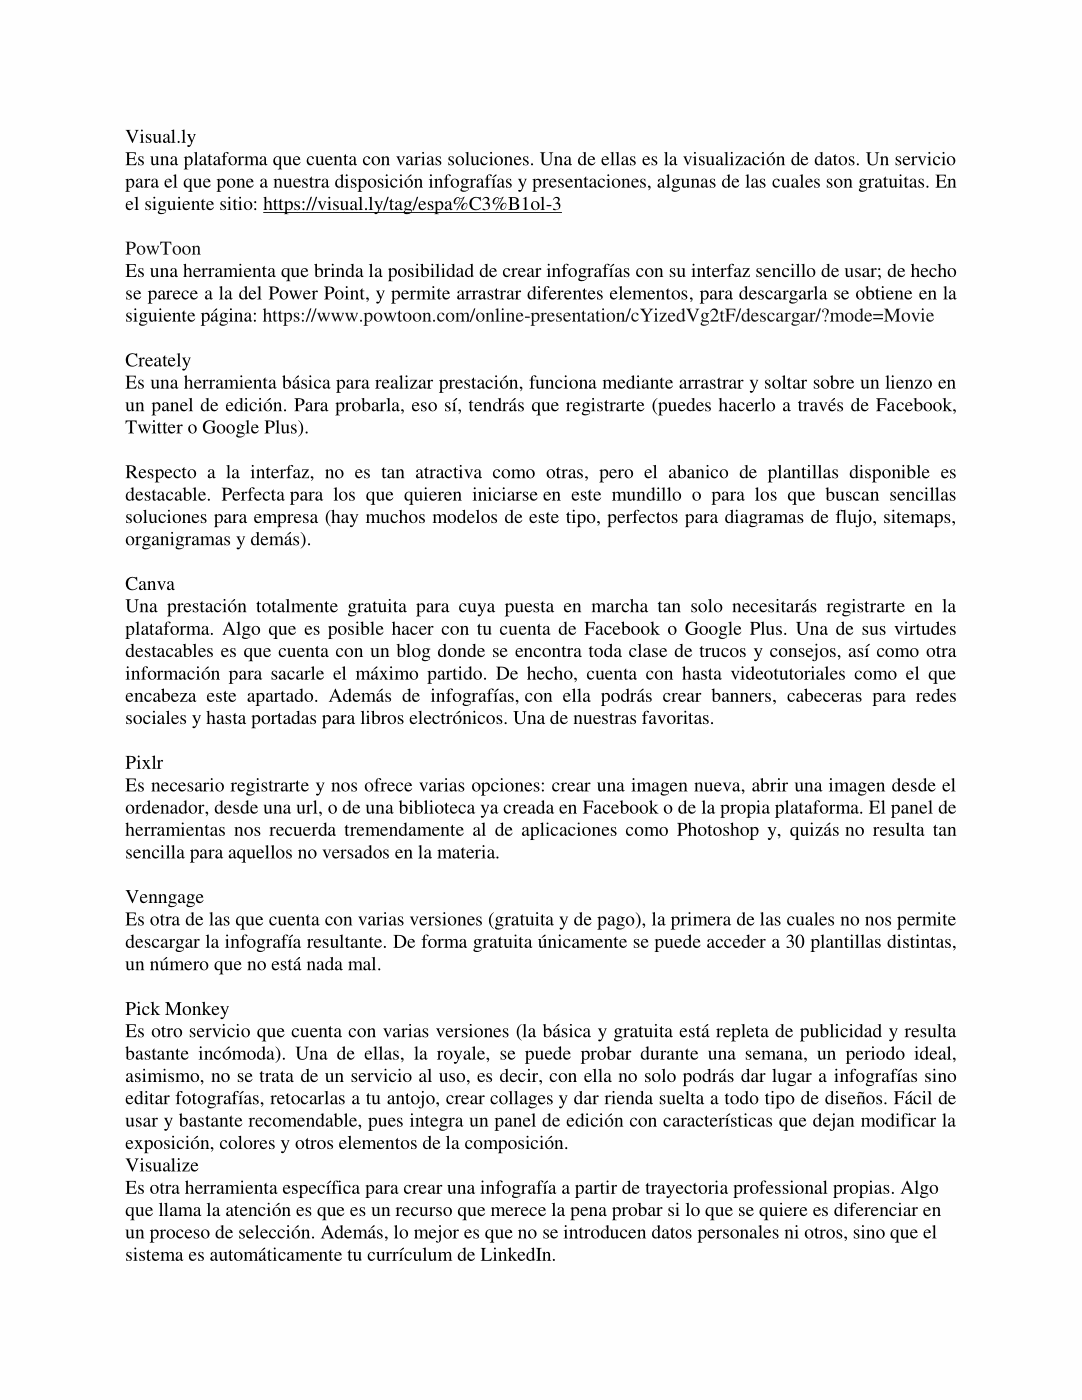 Visual.ly
Es una plataforma que cuenta con varias soluciones. Una de ellas es la visualización de datos. Un servicio
para el que pone a nuestra disposición infografías y presentaciones, algunas de las cuales son gratuitas. En
el siguiente sitio: https://visual.ly/tag/espa%C3%B1ol-3
PowToon
Es una herramienta que brinda la posibilidad de crear infografías con su interfaz sencillo de usar; de hecho
se parece a la del Power Point, y permite arrastrar diferentes elementos, para descargarla se obtiene en la
siguiente página: https://www.powtoon.com/online-presentation/cYizedVg2tF/descargar/?mode=Movie
Creately
Es una herramienta básica para realizar prestación, funciona mediante arrastrar y soltar sobre un lienzo en
un panel de edición. Para probarla, eso sí, tendrás que registrarte (puedes hacerlo a través de Facebook,
Twitter o Google Plus).
Respecto a la interfaz, no es tan atractiva como otras, pero el abanico de plantillas disponible es
destacable. Perfecta para los que quieren iniciarse en este mundillo o para los que buscan sencillas
soluciones para empresa (hay muchos modelos de este tipo, perfectos para diagramas de flujo, sitemaps,
organigramas y demás).
Canva
Una prestación totalmente gratuita para cuya puesta en marcha tan solo necesitarás registrarte en la
plataforma. Algo que es posible hacer con tu cuenta de Facebook o Google Plus. Una de sus virtudes
destacables es que cuenta con un blog donde se encontra toda clase de trucos y consejos, así como otra
información para sacarle el máximo partido. De hecho, cuenta con hasta videotutoriales como el que
encabeza este apartado. Además de infografías, con ella podrás crear banners, cabeceras para redes
sociales y hasta portadas para libros electrónicos. Una de nuestras favoritas.
Pixlr
Es necesario registrarte y nos ofrece varias opciones: crear una imagen nueva, abrir una imagen desde el
ordenador, desde una url, o de una biblioteca ya creada en Facebook o de la propia plataforma. El panel de
herramientas nos recuerda tremendamente al de aplicaciones como Photoshop y, quizás no resulta tan
sencilla para aquellos no versados en la materia.
Venngage
Es otra de las que cuenta con varias versiones (gratuita y de pago), la primera de las cuales no nos permite
descargar la infografía resultante. De forma gratuita únicamente se puede acceder a 30 plantillas distintas,
un número que no está nada mal.
Pick Monkey
Es otro servicio que cuenta con varias versiones (la básica y gratuita está repleta de publicidad y resulta
bastante incómoda). Una de ellas, la royale, se puede probar durante una semana, un periodo ideal,
asimismo, no se trata de un servicio al uso, es decir, con ella no solo podrás dar lugar a infografías sino
editar fotografías, retocarlas a tu antojo, crear collages y dar rienda suelta a todo tipo de diseños. Fácil de
usar y bastante recomendable, pues integra un panel de edición con características que dejan modificar la
exposición, colores y otros elementos de la composición.
Visualize
Es otra herramienta específica para crear una infografía a partir de trayectoria professional propias. Algo
que llama la atención es que es un recurso que merece la pena probar si lo que se quiere es diferenciar en
un proceso de selección. Además, lo mejor es que no se introducen datos personales ni otros, sino que el
sistema es automáticamente tu currículum de LinkedIn.